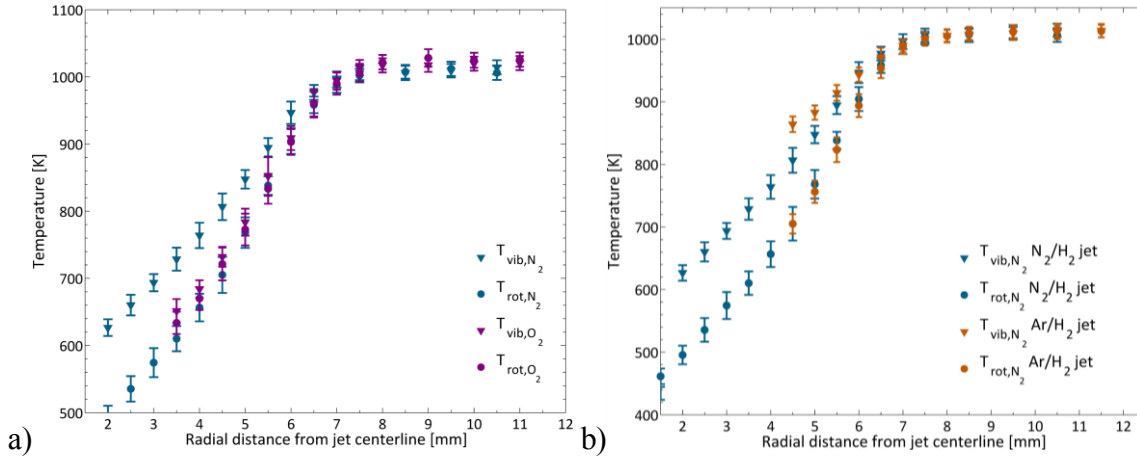 1100
1000
900
800
700
600
500
Temperature [K]
2 3 4 5 6 7 8 9 10 11 12
Radial distance from jet centerline [mm]
T vib,N2
T rot,N2
T vib,O2
T rot,O2
a)
1000
900
800
700
600
500
400
Temperature [K]
2 3 4 5 6 7 8 9 10 11 12
Radial distance from jet centerline [mm]
T vib,N2 N2/H2 jet
T rot,N2 N2/H2 jet
T vib,N2 Ar/H2 jet
T rot,N2 Ar/H2 jet
b)